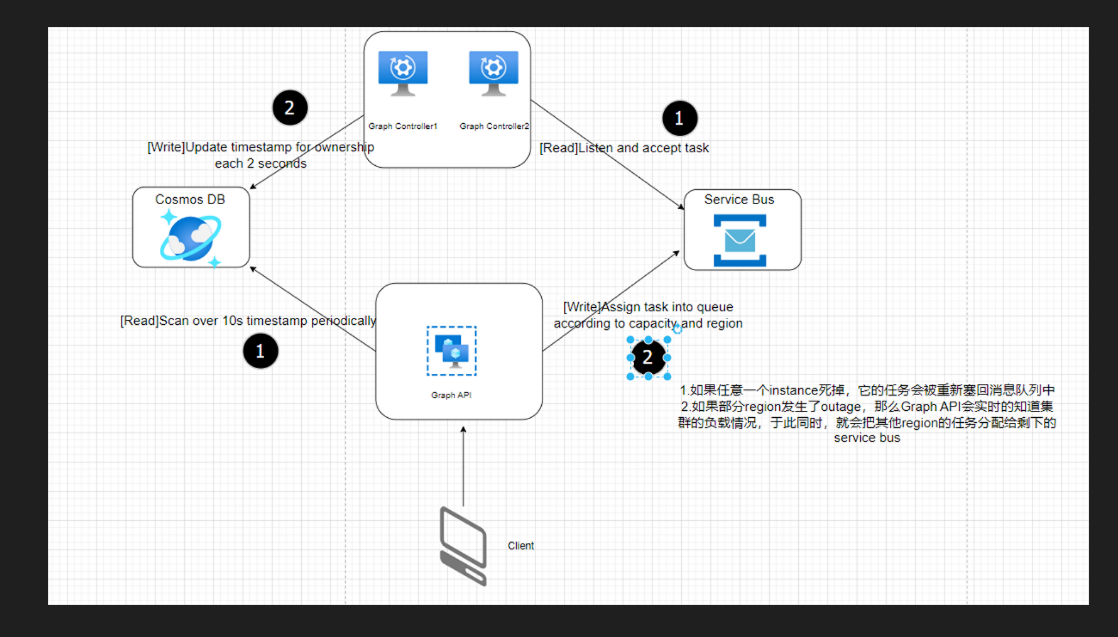 Graph Controller1
Graph Controller2
2
1
[Write]Update timestamp for ownership
each 2 seconds
[Read]Listen and accept task
Cosmos DB
Service Bus
[Read]Scan over 10s timestamp periodically
1
[Write]Assign task into queue
according to capacity and region
2
Graph API
1.如果任意一个instance死掉，它的任务会被重新塞回消息队列中
2.如果部分region发生了outage，那么Graph API会实时的知道集
群的负载情况，于此同时，就会把其他region的任务分配给剩下的
service bus
Client